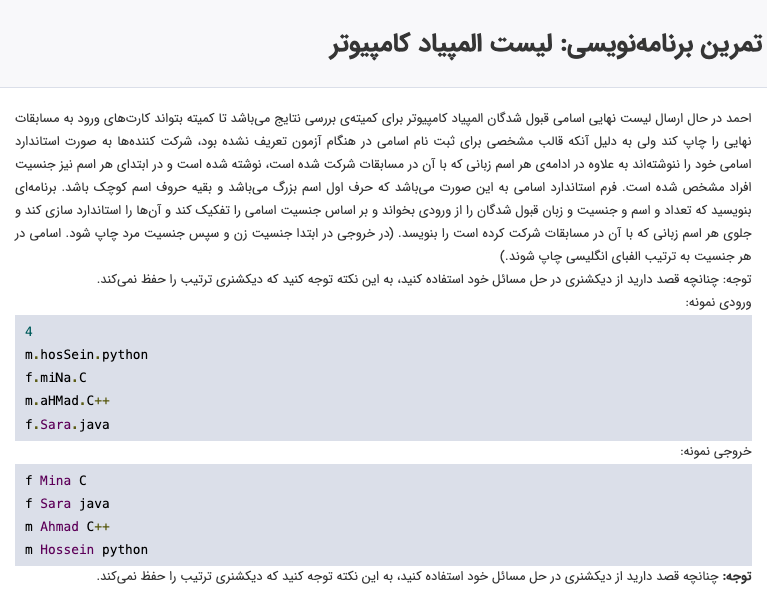 تمرین برنامه‌نویسی: لیست المپیاد کامپیوتر
احمد در حال ارسال لیست نهایی اسامی قبول شدگان المپیاد کامپیوتر برای کمیته‌ی بررسی نتایج می‌باشد تا کمیته بتواند کارت‌های ورود به مسابقات
نهایی را چاپ کند ولی به دلیل آنکه قالب مشخصی برای ثبت نام اسامی در هنگام آزمون تعریف نشده بود، شرکت کننده‌ها به صورت استاندارد
اسامی خود را ننوشته‌اند به علاوه در ادامه‌ی هر اسم زبانی که با آن در مسابقات شرکت شده است، نوشته شده است و در ابتدای هر اسم نیز جنسیت
افراد مشخص شده است. فرم استاندارد اسامی به این صورت می‌باشد که حرف اول اسم بزرگ می‌باشد و بقیه حروف اسم کوچک باشد. برنامه‌ای
بنویسید که تعداد و اسم و جنسیت و زبان قبول شدگان را از ورودی بخواند و بر اساس جنسیت اسامی را تفکیک کند و آن‌ها را استاندارد سازی کند و
جلوی هر اسم زبانی که با آن در مسابقات شرکت کرده است را بنویسد. (در خروجی در ابتدا جنسیت زن و سپس جنسیت مرد چاپ شود. اسامی در
هر جنسیت به ترتیب الفبای انگلیسی چاپ شوند.)
توجه: چنانچه قصد دارید از دیکشنری در حل مسائل خود استفاده کنید، به این نکته توجه کنید که دیکشنری ترتیب را حفظ نمی‌کند.
ورودی نمونه:
4
m.hosSein.python
f.miNa.C
m.aHMad.C++
f.Sara.java
خروجی نمونه:
f Mina C
f Sara java
m Ahmad C++
m Hossein python
توجه: چنانچه قصد دارید از دیکشنری در حل مسائل خود استفاده کنید، به این نکته توجه کنید که دیکشنری ترتیب را حفظ نمی‌کند.